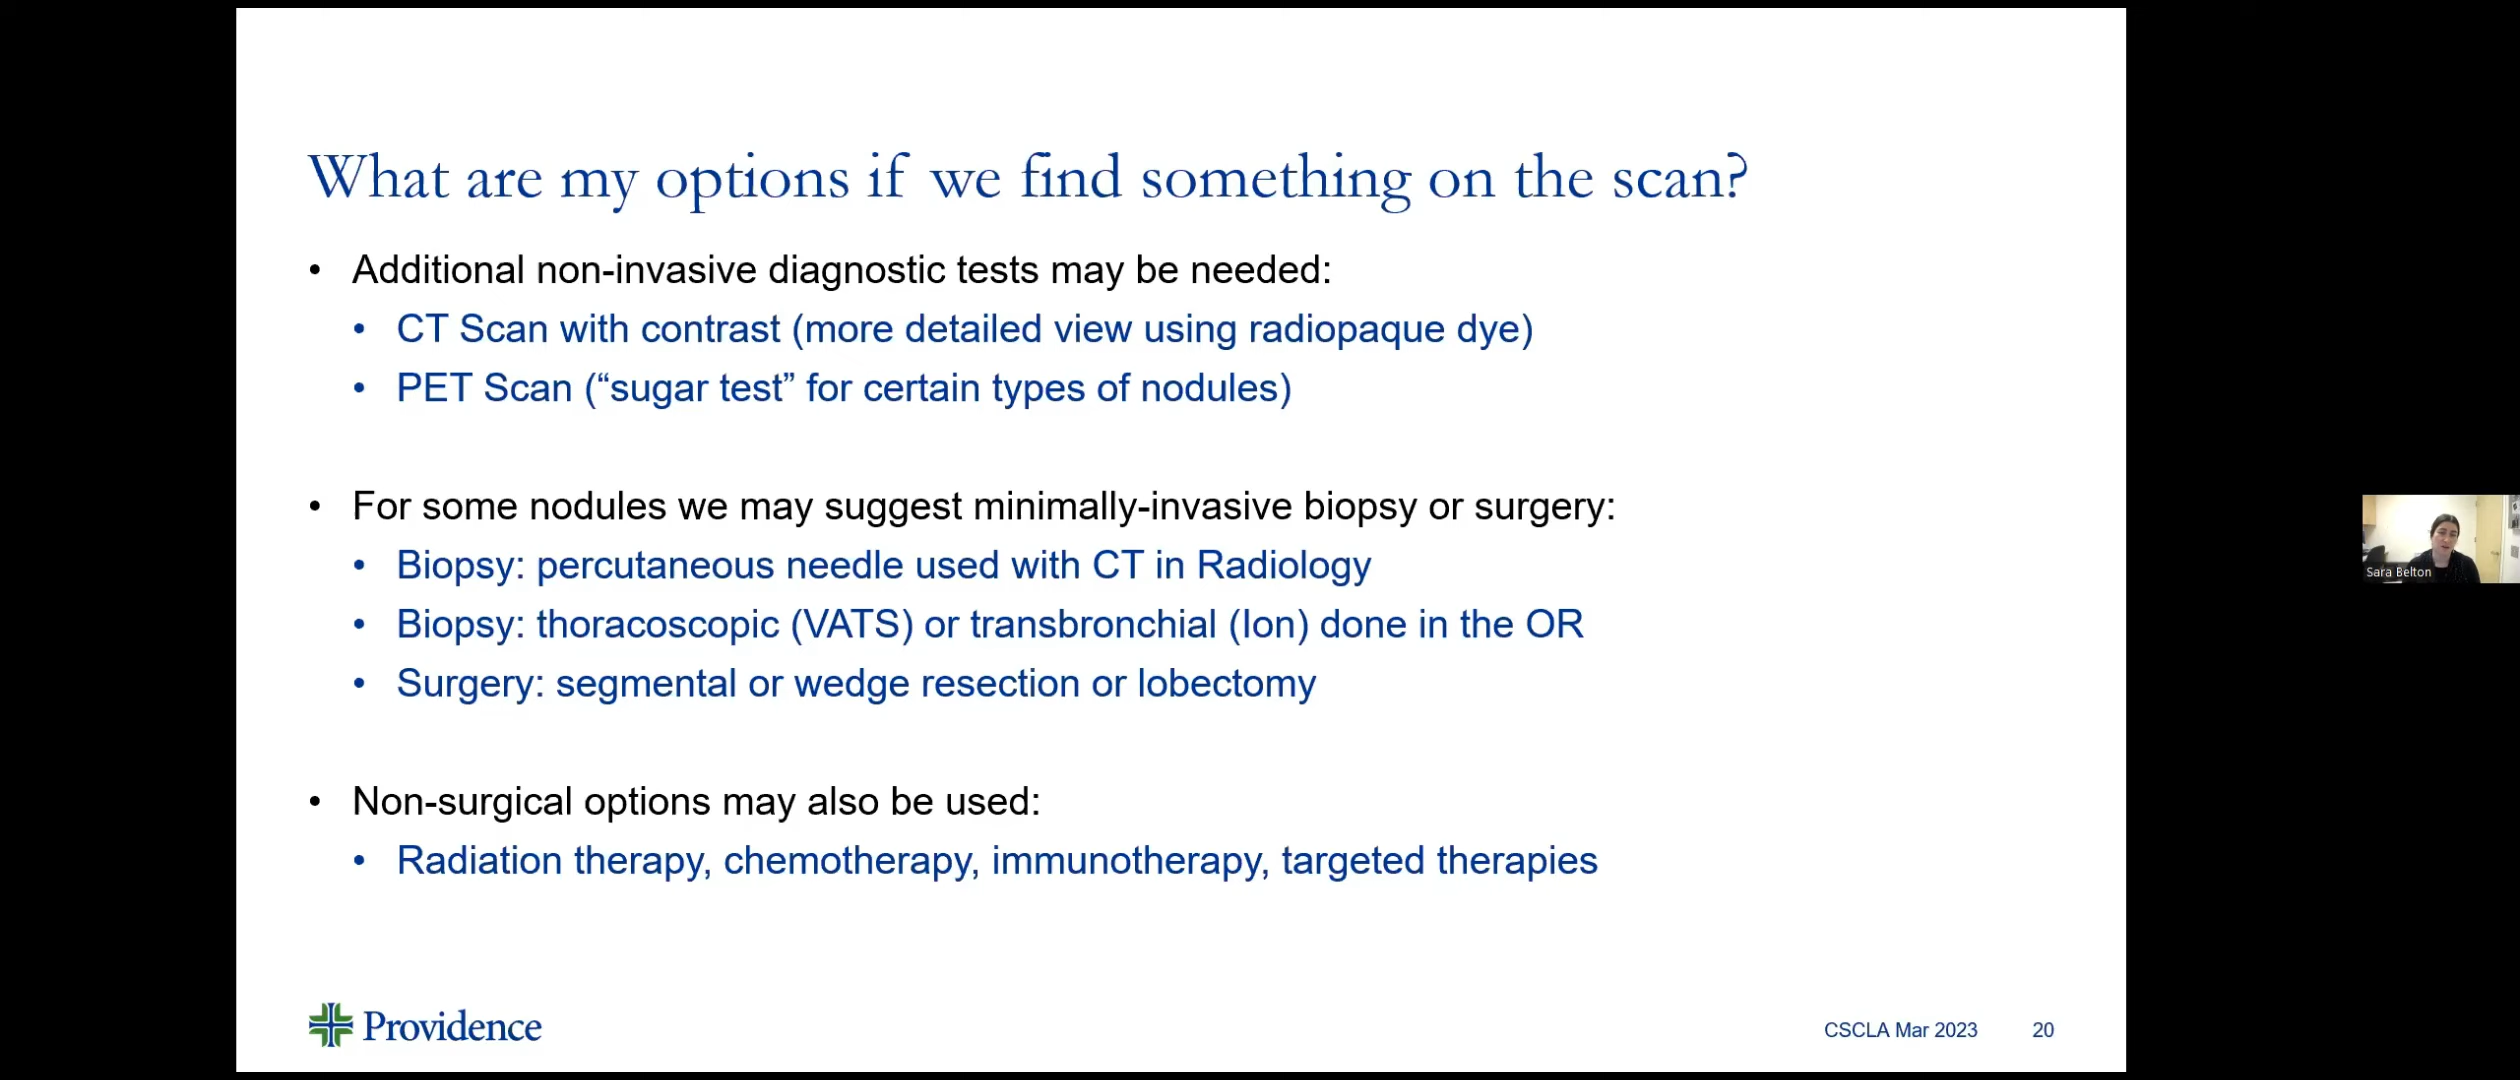 What are my options if we find something on the scan?
• Additional non-invasive diagnostic tests may be needed:
• CT Scan with contrast (more detailed view using radiopaque dye)
• PET Scan (“sugar test” for certain types of nodules)
• For some nodules we may suggest minimally-invasive biopsy or surgery:
• Biopsy: percutaneous needle used with CT in Radiology
• Biopsy: thoracoscopic (VATS) or transbronchial (Ion) done in the OR
• Surgery: segmental or wedge resection or lobectomy
• Non-surgical options may also be used:
• Radiation therapy, chemotherapy, immunotherapy, targeted therapies
Providence
CSCLA Mar 2023 20
Sara Belton